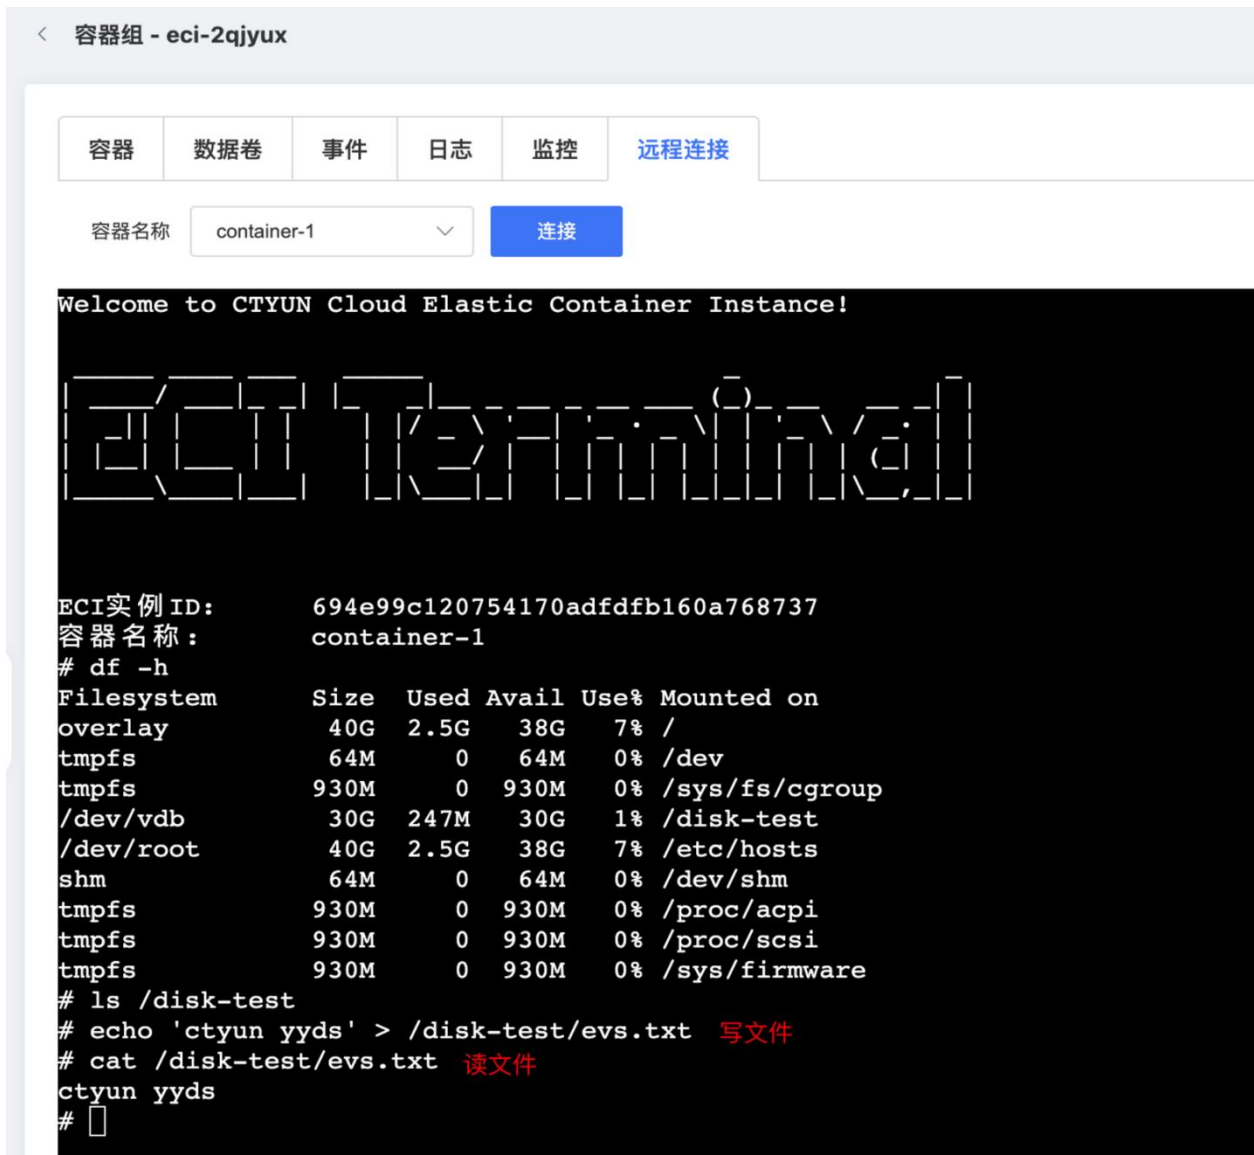 容器组 - eci-2qjyux
容器 数据卷 事件 日志 监控 远程连接
容器名称 container-1 连接
Welcome to CTYUN Cloud Elastic Container Instance!
ECI Terminal
ECI实例ID: 694e99c120754170adfdfb160a768737
容器名称: container-1
# df -h
Filesystem Size Used Avail Use% Mounted on
overlay 40G 2.5G 38G 7% /
tmpfs 64M 0 64M 0% /dev
tmpfs 930M 0 930M 0% /sys/fs/cgroup
/dev/vdb 30G 247M 30G 1% /disk-test
/dev/root 40G 2.5G 38G 7% /etc/hosts
shm 64M 0 64M 0% /dev/shm
tmpfs 930M 0 930M 0% /proc/acpi
tmpfs 930M 0 930M 0% /proc/scsi
tmpfs 930M 0 930M 0% /sys/firmware
# ls /disk-test
# echo 'ctyun yyds' > /disk-test/evs.txt 写文件
# cat /disk-test/evs.txt 读文件
ctyun yyds
#